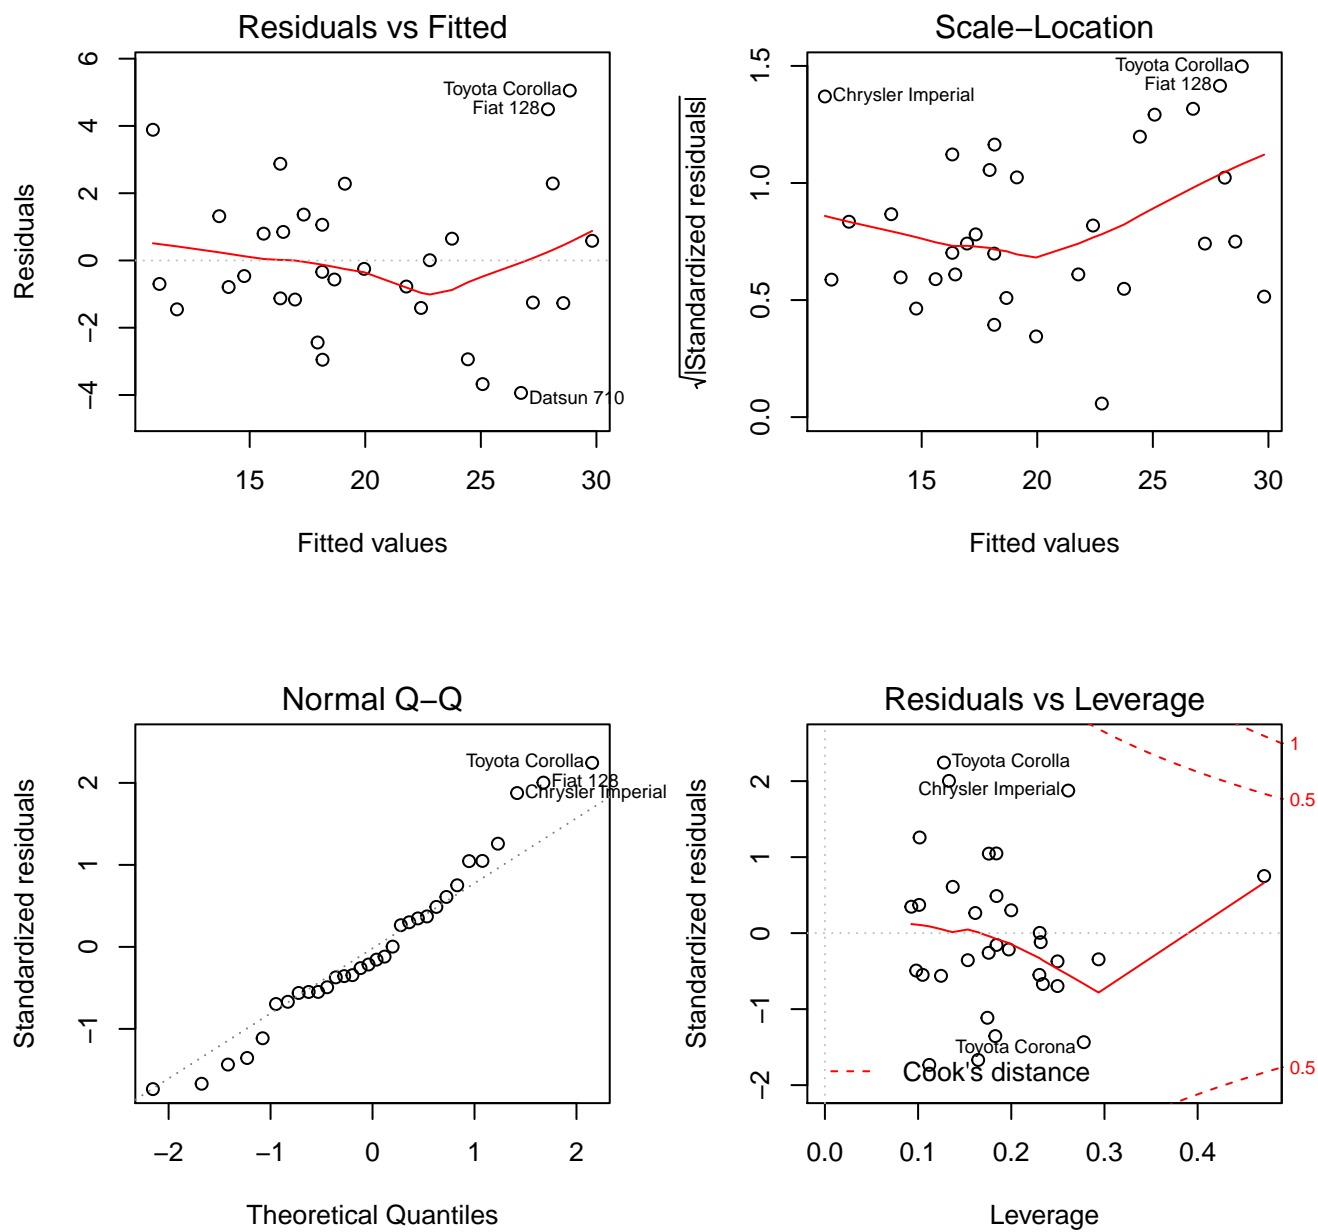 Residuals vs Fitted
Residuals
6
4
2
0
−2
−4
Toyota Corolla
Fiat 128
Datsun 710
15 20 25 30
Fitted values
Scale−Location
√|Standardized residuals|
1.5
1.0
0.5
0.0
Toyota Corolla
Fiat 128
Chrysler Imperial
15 20 25 30
Fitted values
Normal Q−Q
Standardized residuals
2
1
0
−1
Toyota Corolla
Fiat 128
Chrysler Imperial
−2 −1 0 1 2
Theoretical Quantiles
Residuals vs Leverage
Standardized residuals
2
1
0
−1
−2
Toyota Corolla
Chrysler Imperial
Toyota Corona
Cook's distance
1
0.5
0.5
0.0 0.1 0.2 0.3 0.4
Leverage